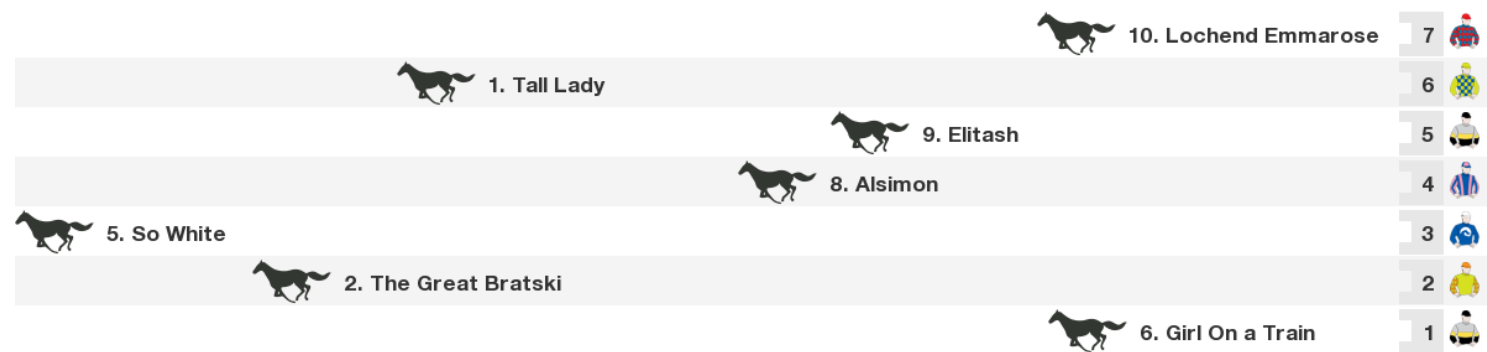 10. Lochend Emmarose 7
1. Tall Lady 6
9. Elitash 5
8. Alsimon 4
5. So White 3
2. The Great Bratski 2
6. Girl On a Train 1